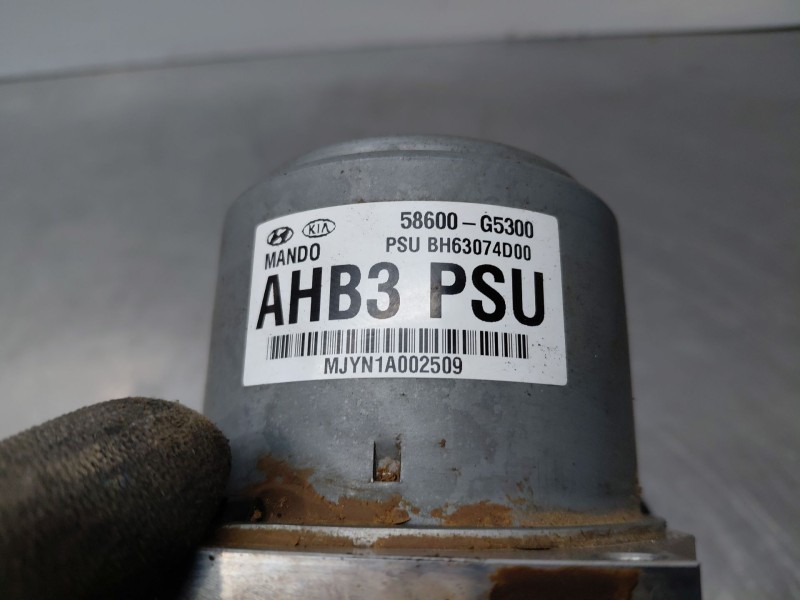 KIA 58600-G5300
MANDO PSU BH63074D00
AHB3 PSU
MJYN1A002509